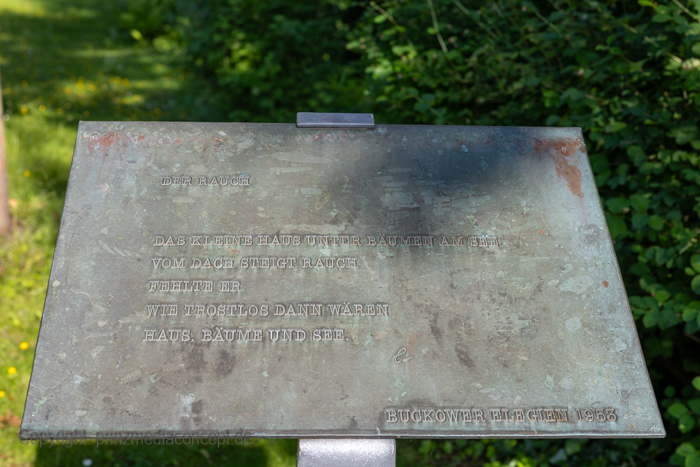 DER RAUCH
DAS KLEINE HAUS UNTER BÄUMEN AM SEE
VOM DACH STEIGT RAUCH
FEHLTE ER
WIE TROSTLOS DANN WÄREN
HAUS, BÄUME UND SEE.
BUCKOWER ELEGIEN 1953